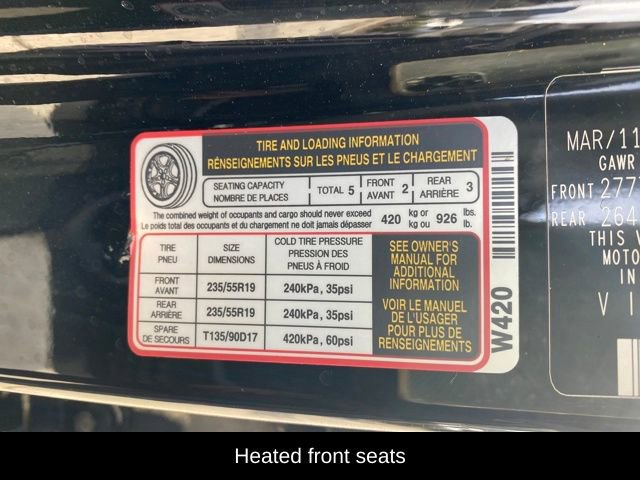 TIRE AND LOADING INFORMATION
RÉNSEIGNEMENTS SUR LES PNEUS ET LE CHARGEMENT
SEATING CAPACITY
NOMBRE DE PLACES
TOTAL 5
FRONT
AVANT 2
REAR
ARRIÈRE 3
The combined weight of occupants and cargo should never exceed
Le poids total des occupants et du chargement ne doit jamais dépasser
420 kg or
kg ou
926 lbs.
lb.
TIRE
PNEU
SIZE
DIMENSIONS
COLD TIRE PRESSURE
PRESSION DES
PNEUS À FROID
FRONT
AVANT
235/55R19
240kPa, 35psi
REAR
ARRIÈRE
235/55R19
240kPa, 35psi
SPARE
DE SECOURS
T135/90D17
420kPa, 60psi
SEE OWNER'S
MANUAL FOR
ADDITIONAL
INFORMATION
VOIR LE MANUEL
DE L'USAGER
POUR PLUS DE
RENSEIGNEMENTS
W420
MAR/11
GAWR
FRONT 277
REAR 264
THIS V
MOTO
IN
VI
Heated front seats